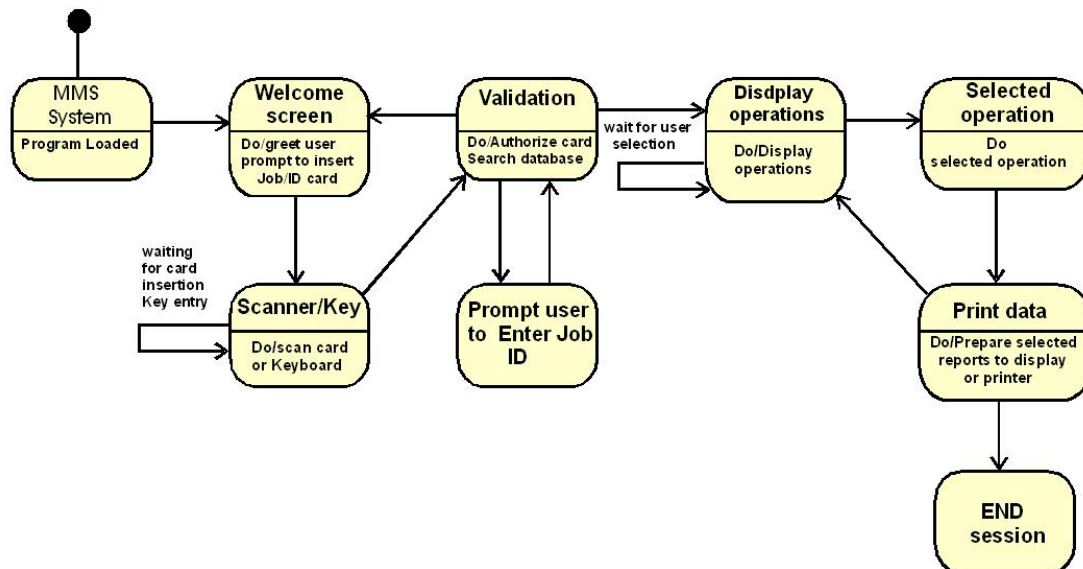 MMS
System
Program Loaded
Welcome
screen
Do/greet user
prompt to insert
Job/ID card
Validation
Do/Authorize card
Search database
wait for user
selection
Disdplay
operations
Do/Display
operations
Selected
operation
Do
selected operation
waiting
for card
insertion
Key entry
Scanner/Key
Do/scan card
or Keyboard
Prompt user
to Enter Job
ID
Print data
Do/Prepare selected
reports to display
or printer
END
session